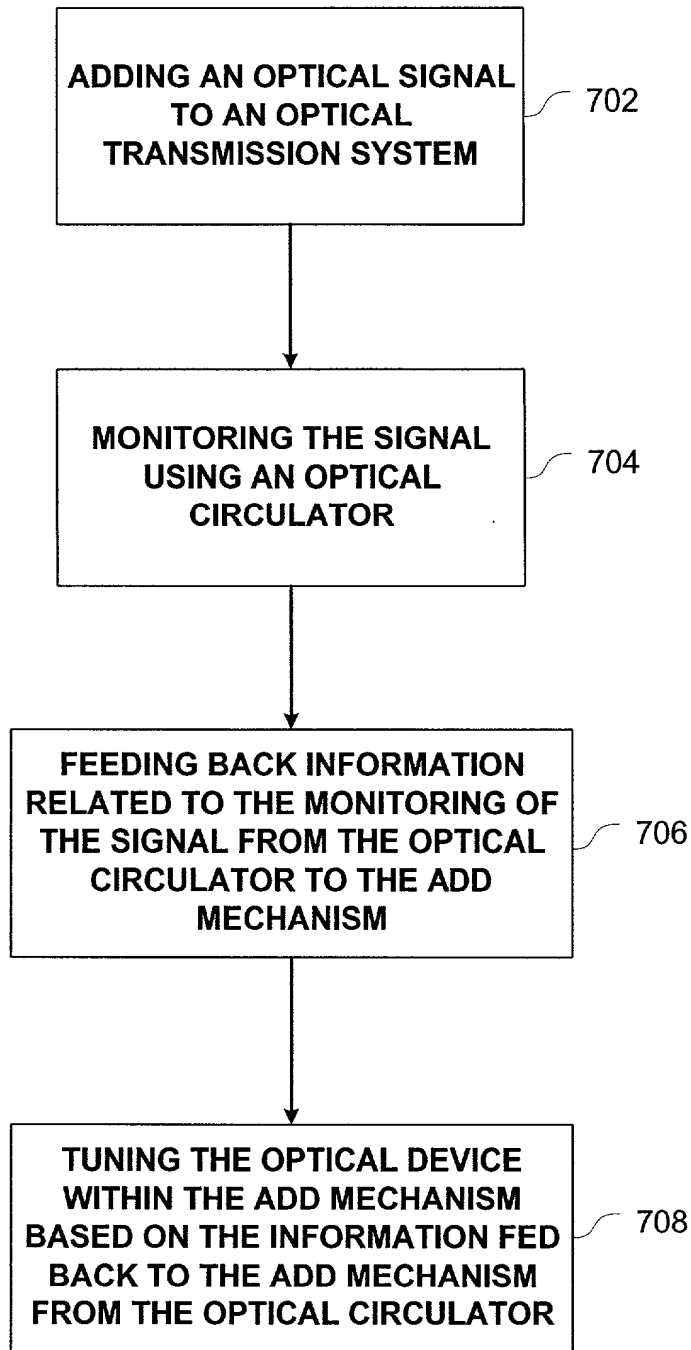 ADDING AN OPTICAL SIGNAL
TO AN OPTICAL
TRANSMISSION SYSTEM
702
MONITORING THE SIGNAL
USING AN OPTICAL
CIRCULATOR
704
FEEDING BACK INFORMATION
RELATED TO THE MONITORING OF
THE SIGNAL FROM THE OPTICAL
CIRCULATOR TO THE ADD
MECHANISM
706
TUNING THE OPTICAL DEVICE
WITHIN THE ADD MECHANISM
BASED ON THE INFORMATION FED
BACK TO THE ADD MECHANISM
FROM THE OPTICAL CIRCULATOR
708